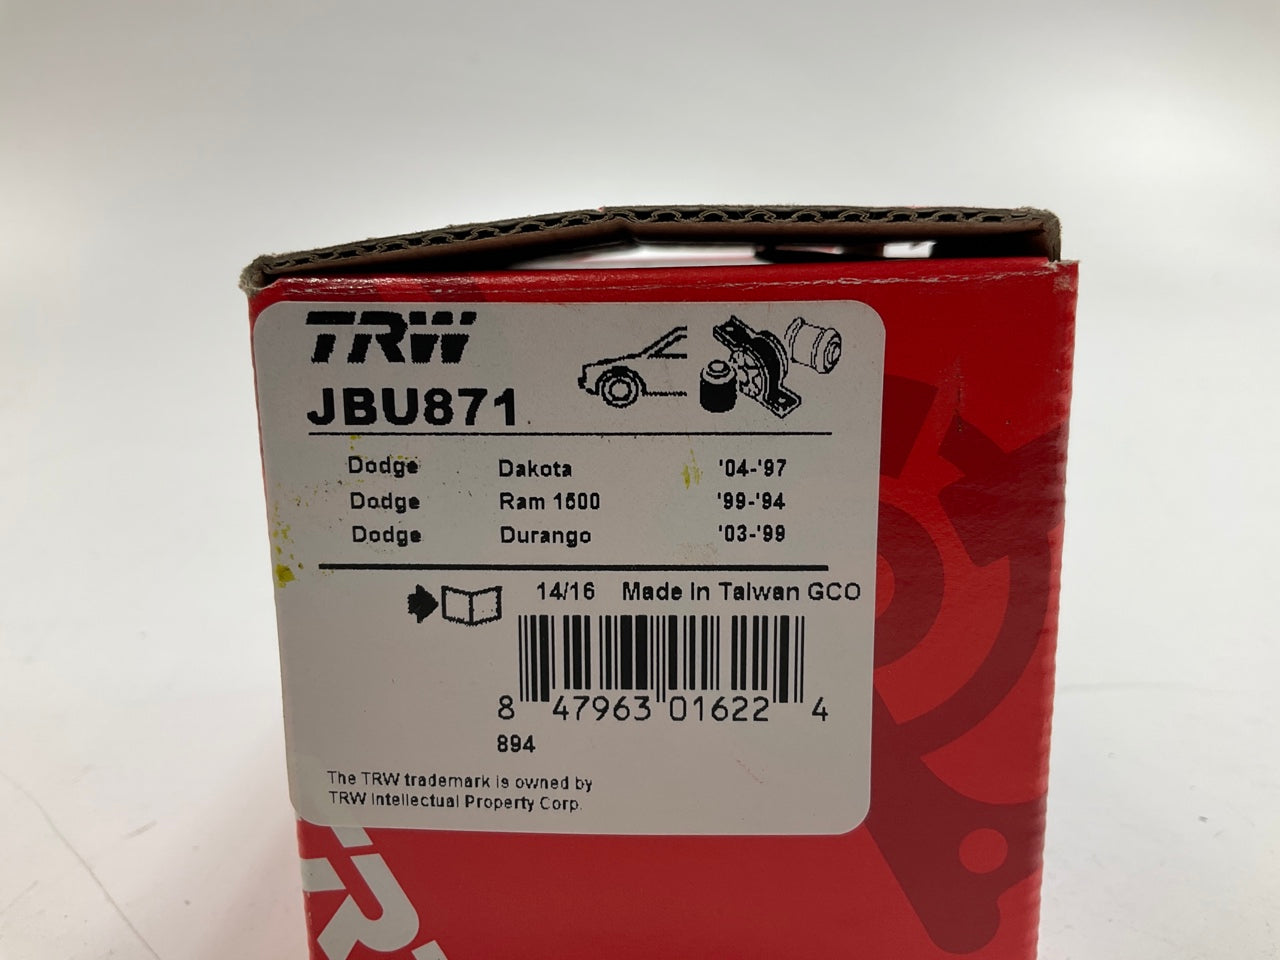 TRW
JBU871
Dodge Dakota '04-'97
Dodge Ram 1500 '99-'94
Dodge Durango '03-'99
14/16 Made In Taiwan GCO
8 47963 01622 4
894
The TRW trademark is owned by
TRW Intellectual Property Corp.
TRW